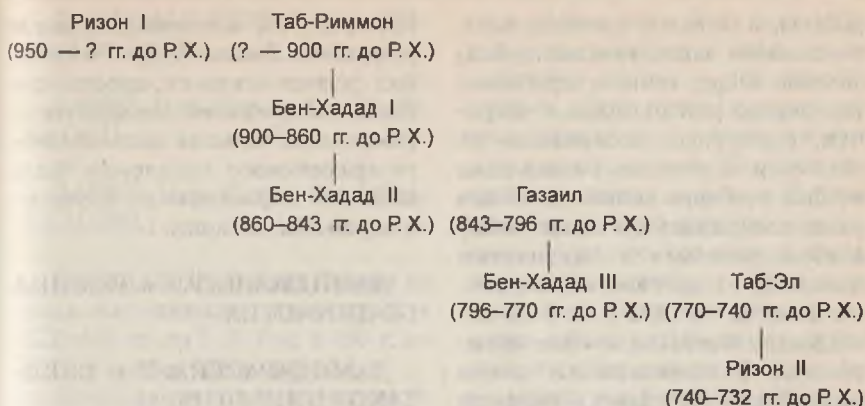 Ризон I Таб-Риммон
(950 — ? гг. до Р. Х.) (? — 900 гг. до Р. Х.)
Бен-Хадад I
(900–860 гг. до Р. Х.)
Бен-Хадад II Газаил
(860–843 гг. до Р. Х.) (843–796 гг. до Р. Х.)
Бен-Хадад III Таб-Эл
(796–770 гг. до Р. Х.) (770–740 гг. до Р. Х.)
Ризон II
(740–732 гг. до Р. Х.)